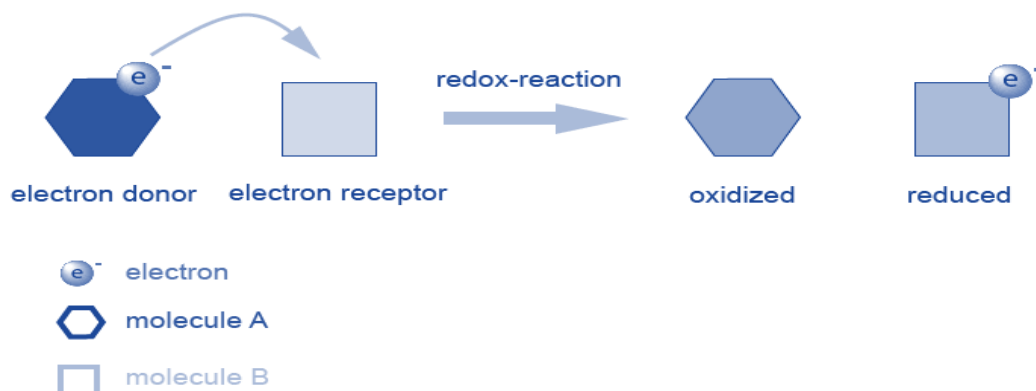 e-
redox-reaction
e-
electron donor
electron receptor
oxidized
reduced
e- electron
molecule A
molecule B